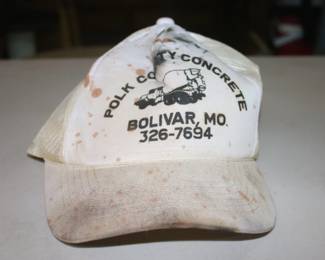 POLK COUNTY CONCRETE
BOLIVAR, MO.
326-7694